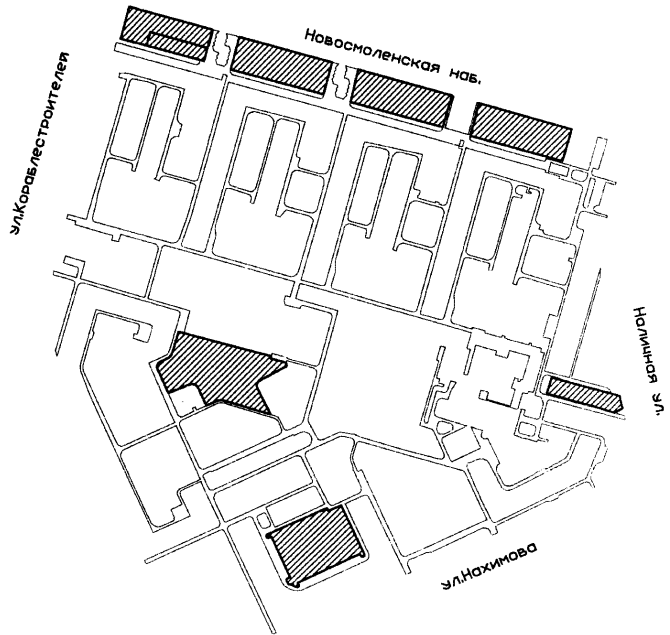 Новосмоленская наб.
ул.Кораблестроителей
Наличная ул.
ул.Нахимова